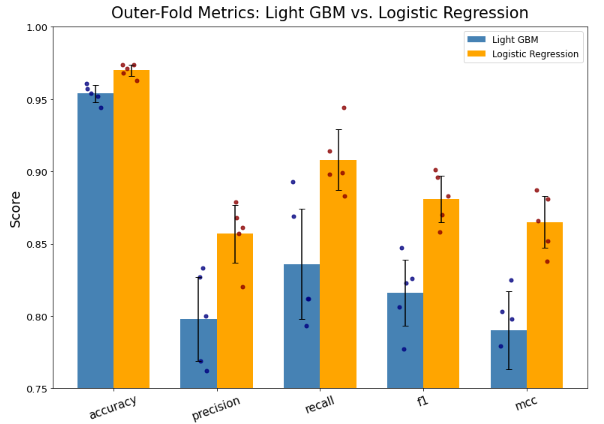 Outer-Fold Metrics: Light GBM vs. Logistic Regression
1.00
0.95
0.90
0.85
0.80
0.75
Score
Light GBM
Logistic Regression
accuracy
precision
recall
f1
mcc